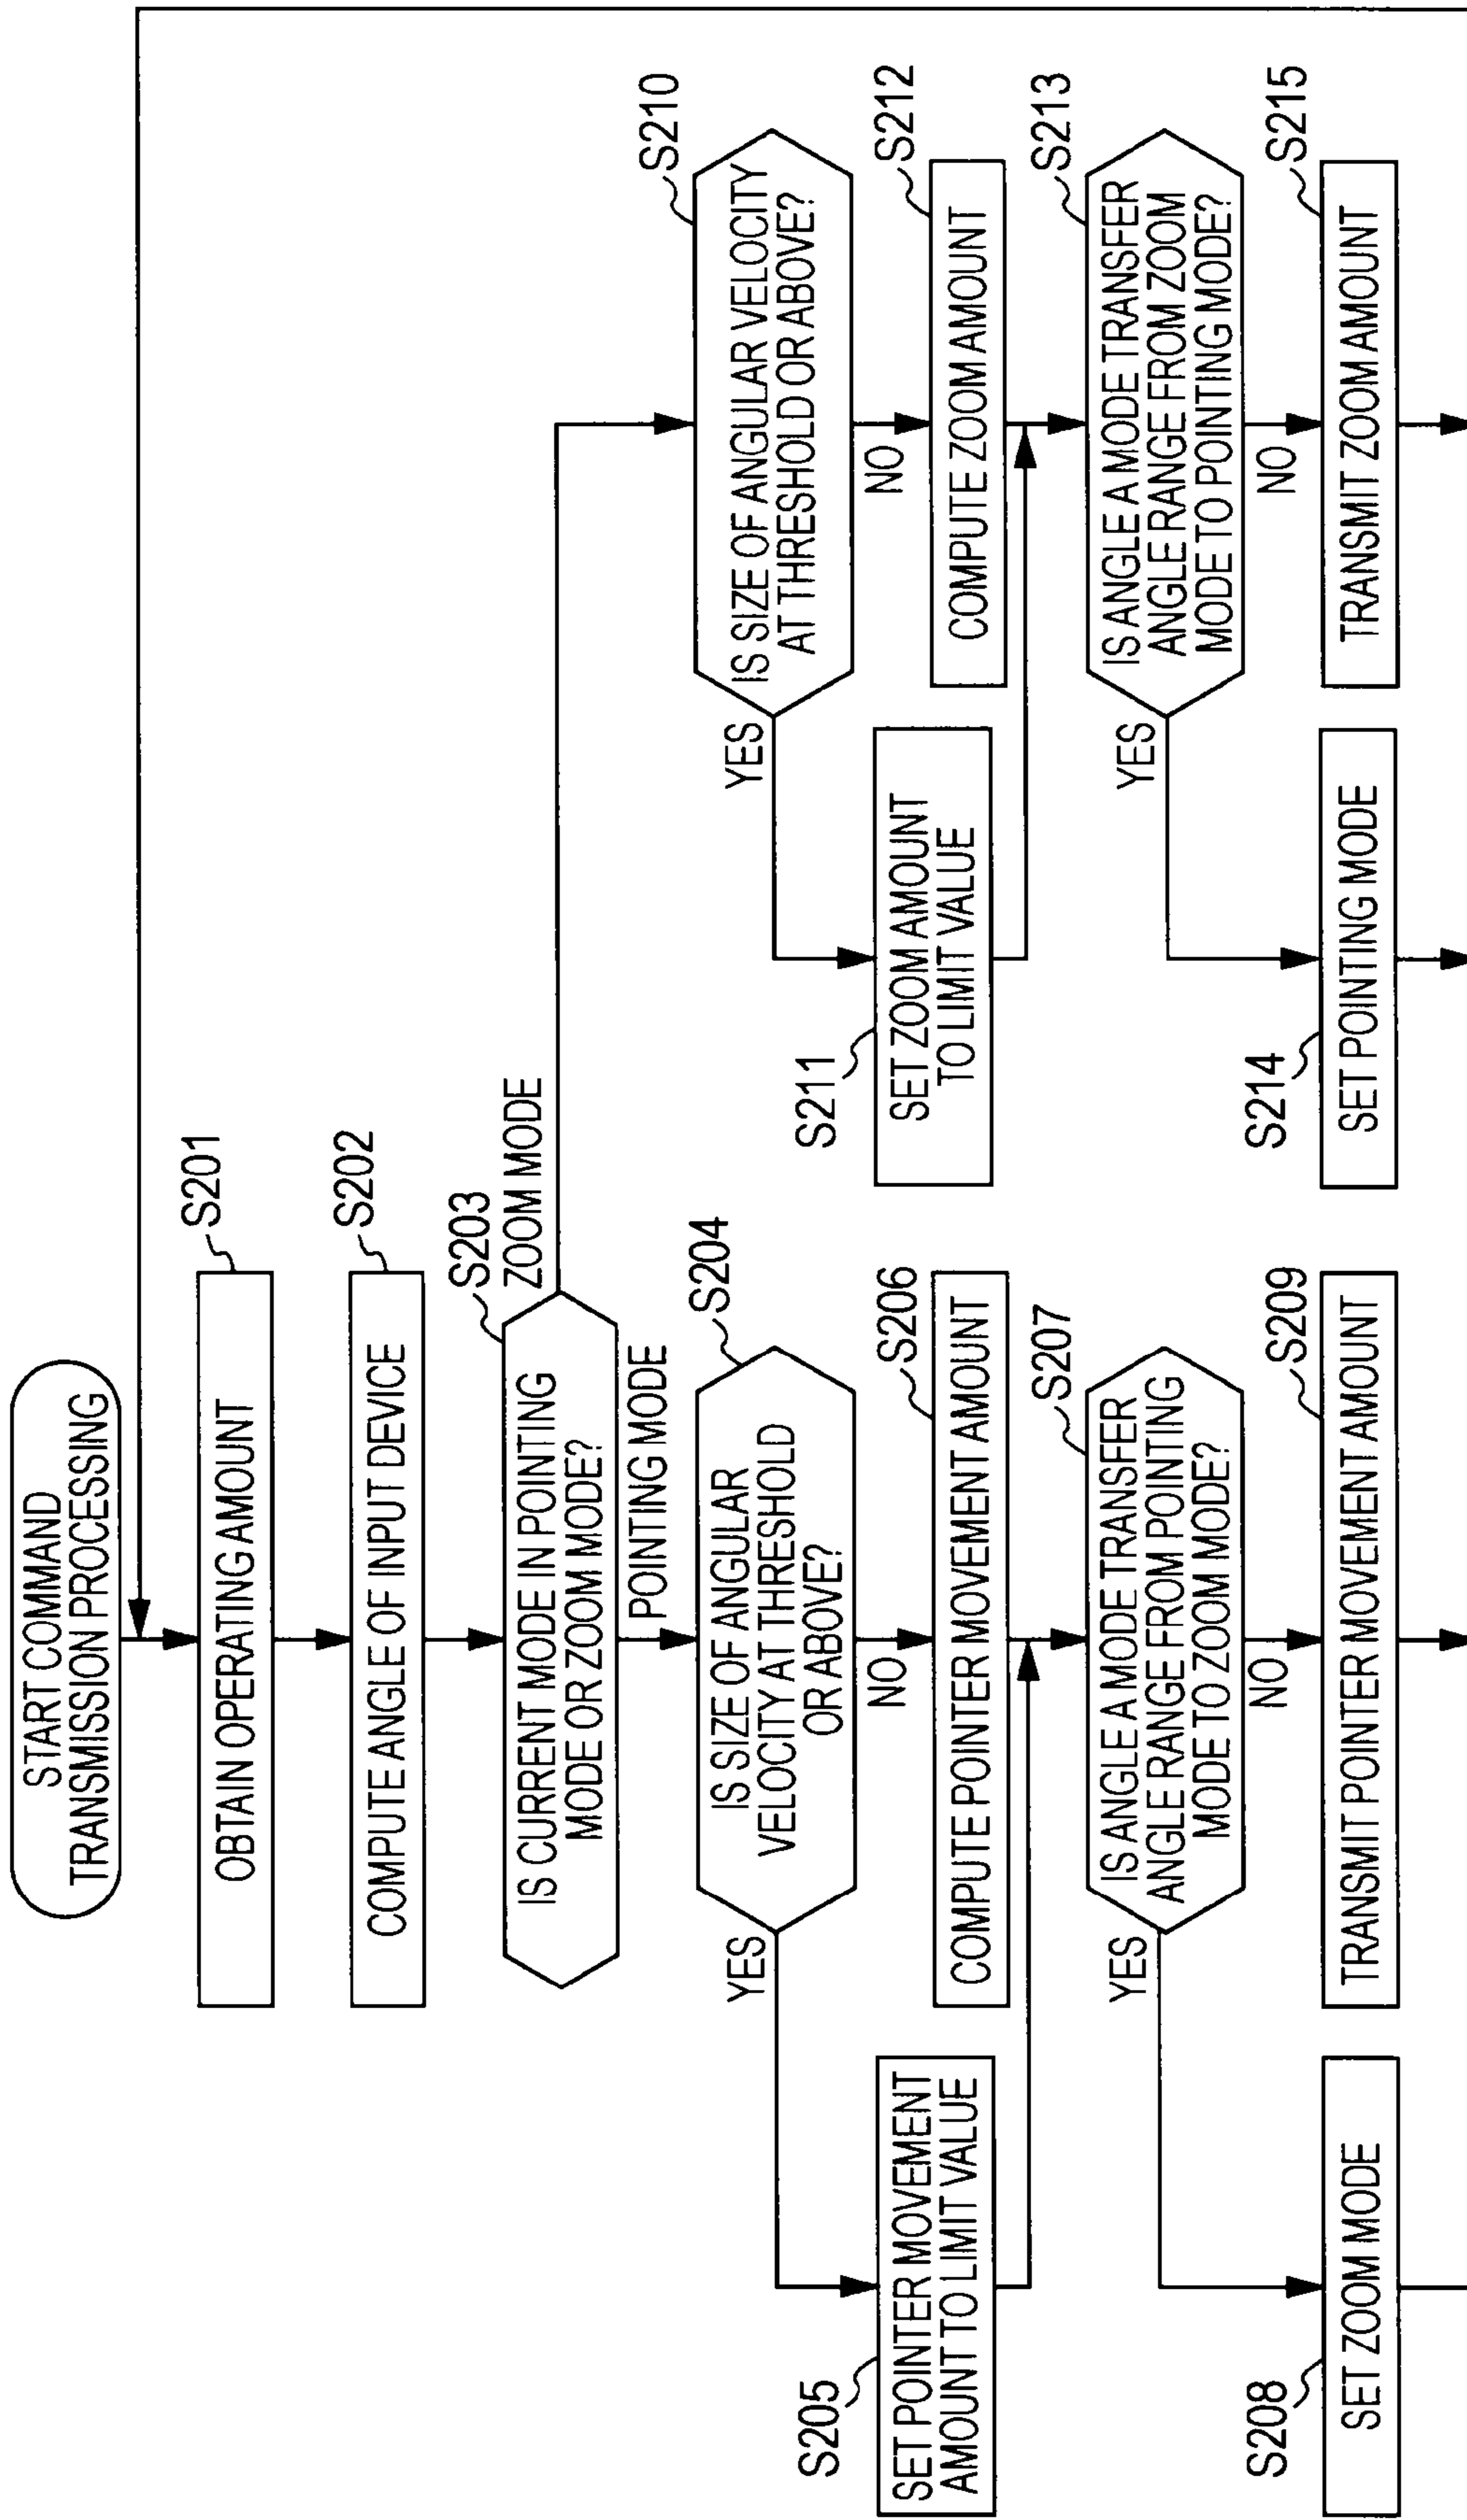 START COMMAND
TRANSMISSION PROCESSING
S201
OBTAIN OPERATING AMOUNT
S202
COMPUTE ANGLE OF INPUT DEVICE
S203
IS CURRENT MODE IN POINTING
MODE OR ZOOM MODE?
ZOOM MODE
POINTING MODE
S204
IS SIZE OF ANGULAR
VELOCITY AT THRESHOLD
OR ABOVE?
YES
NO
S205
SET POINTER MOVEMENT
AMOUNT TO LIMIT VALUE
S206
COMPUTE POINTER MOVEMENT AMOUNT
S207
IS ANGLE A MODE TRANSFER
ANGLE RANGE FROM POINTING
MODE TO ZOOM MODE?
YES
NO
S208
SET ZOOM MODE
S209
TRANSMIT POINTER MOVEMENT AMOUNT
S210
IS SIZE OF ANGULAR VELOCITY
AT THRESHOLD OR ABOVE?
YES
NO
S211
SET ZOOM AMOUNT
TO LIMIT VALUE
S212
COMPUTE ZOOM AMOUNT
S213
IS ANGLE A MODE TRANSFER
ANGLE RANGE FROM ZOOM
MODE TO POINTING MODE?
YES
NO
S214
SET POINTING MODE
S215
TRANSMIT ZOOM AMOUNT